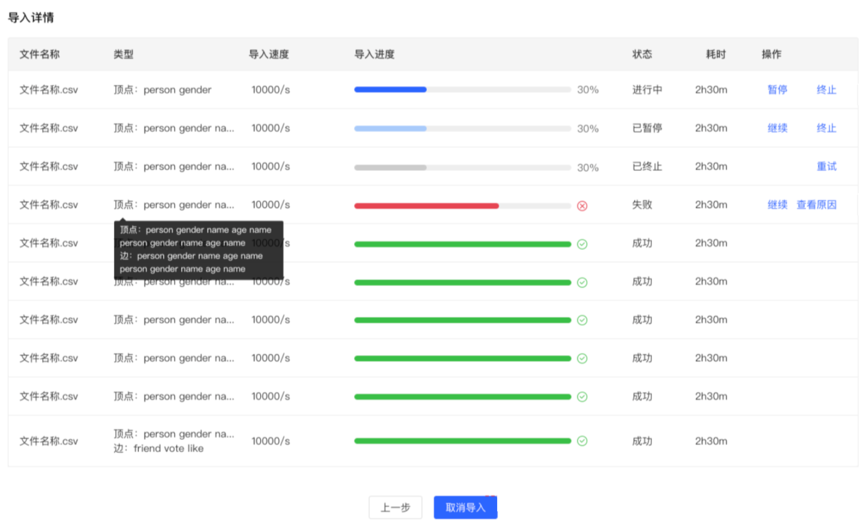 导入详情
文件名称 类型 导入速度 导入进度 状态 耗时 操作
文件名称.csv 顶点：person gender 10000/s 30% 进行中 2h30m 暂停 终止
文件名称.csv 顶点：person gender na... 10000/s 30% 已暂停 2h30m 继续 终止
文件名称.csv 顶点：person gender na... 10000/s 30% 已终止 2h30m 重试
文件名称.csv 顶点：person gender na... 10000/s 失败 2h30m 继续 查看原因
顶点：person gender name age name
person gender name age name
边：person gender name age name
person gender name age name
文件名称.csv 10000/s 成功 2h30m
文件名称.csv 顶点：person gender na... 10000/s 成功 2h30m
文件名称.csv 顶点：person gender na... 10000/s 成功 2h30m
文件名称.csv 顶点：person gender na... 10000/s 成功 2h30m
文件名称.csv 顶点：person gender na... 10000/s 成功 2h30m
文件名称.csv 顶点：person gender na... 10000/s 成功 2h30m
边：friend vote like
上一步 取消导入